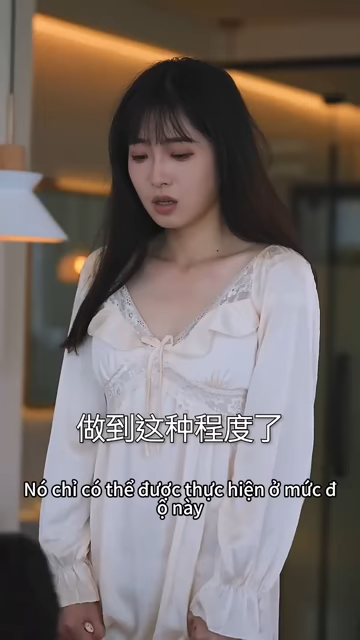 做到这种程度了
Nó chỉ có thể được thực hiện ở mức đ
ộ này